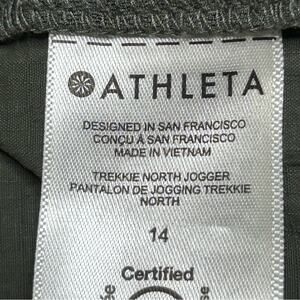 ATHLETA
DESIGNED IN SAN FRANCISCO
CONÇU À SAN FRANCISCO
MADE IN VIETNAM
TREKKIE NORTH JOGGER
PANTALON DE JOGGING TREKKIE
NORTH
14
Certified